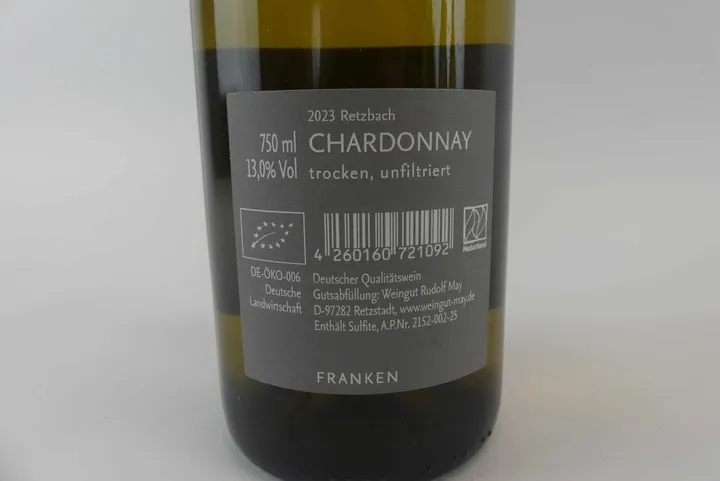 2023 Retzbach
750 ml CHARDONNAY
13,0% Vol trocken, unfiltriert
4 260160 721092
Naturland
DE-ÖKO-006
Deutsche
Landwirtschaft
Deutscher Qualitätswein
Gutsabfüllung: Weingut Rudolf May
D-97282 Retzstadt, www.weingut-may.de
Enthält Sulfite, A.P.Nr. 2152-002-25
FRANKEN